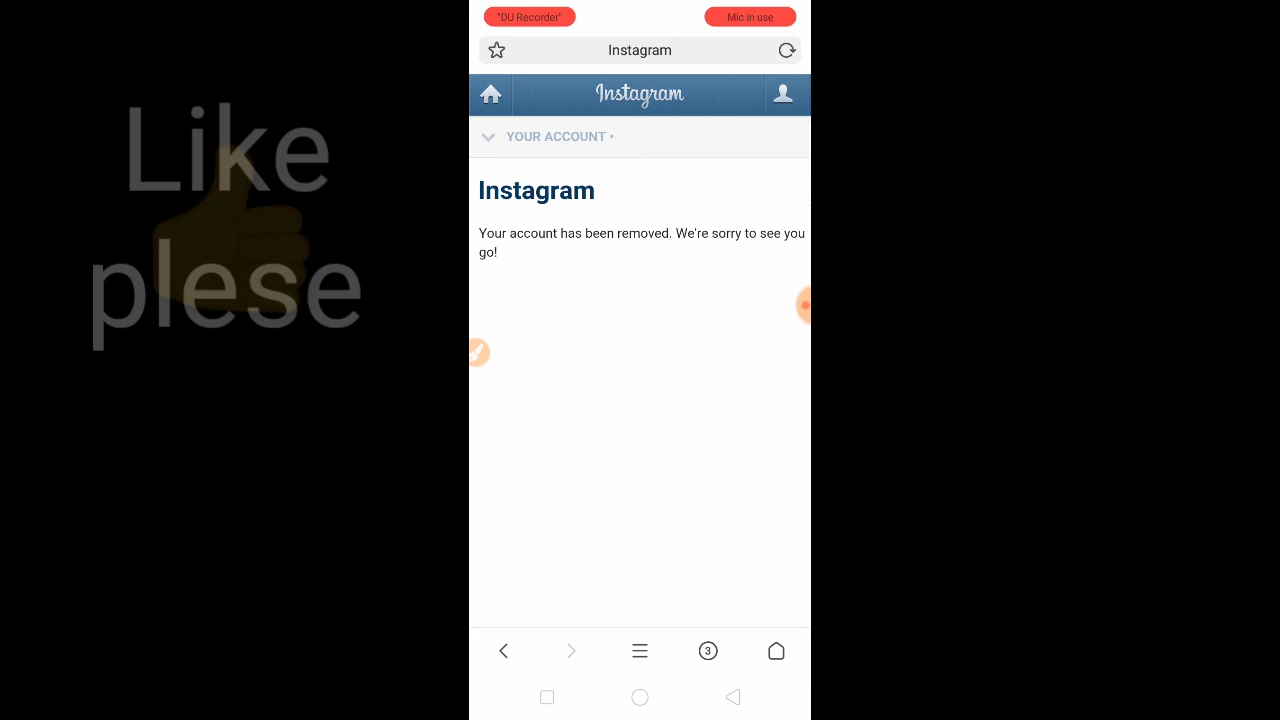 "DU Recorder"
Mic in use
Instagram
Instagram
YOUR ACCOUNT •
Instagram
Your account has been removed. We're sorry to see you
go!
3
Like
plese